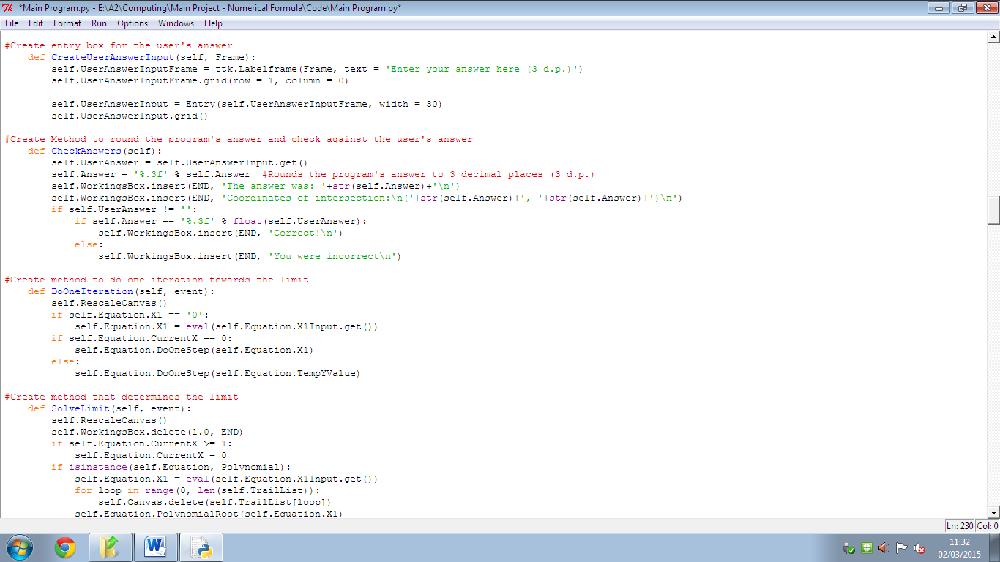 *Main Program.py - E:\A2\Computing\Main Project - Numerical Formula\Code\Main Program.py*
File Edit Format Run Options Windows Help
#Create entry box for the user's answer
    def CreateUserAnswerInput(self, Frame):
        self.UserAnswerInputFrame = ttk.Labelframe(Frame, text = 'Enter your answer here (3 d.p.)')
        self.UserAnswerInputFrame.grid(row = 1, column = 0)

        self.UserAnswerInput = Entry(self.UserAnswerInputFrame, width = 30)
        self.UserAnswerInput.grid()

#Create Method to round the program's answer and check against the user's answer
    def CheckAnswers(self):
        self.UserAnswer = self.UserAnswerInput.get()
        self.Answer = '%.3f' % self.Answer  #Rounds the program's answer to 3 decimal places (3 d.p.)
        self.WorkingsBox.insert(END, 'The answer was: '+str(self.Answer)+'\n')
        self.WorkingsBox.insert(END, 'Coordinates of intersection:\n('+str(self.Answer)+', '+str(self.Answer)+')\n')
        if self.UserAnswer != '':
            if self.Answer == '%.3f' % float(self.UserAnswer):
                self.WorkingsBox.insert(END, 'Correct!\n')
            else:
                self.WorkingsBox.insert(END, 'You were incorrect\n')

#Create method to do one iteration towards the limit
    def DoOneIteration(self, event):
        self.RescaleCanvas()
        if self.Equation.X1 == '0':
            self.Equation.X1 = eval(self.Equation.X1Input.get())
        if self.Equation.CurrentX == 0:
            self.Equation.DoOneStep(self.Equation.X1)
        else:
            self.Equation.DoOneStep(self.Equation.TempYValue)

#Create method that determines the limit
    def SolveLimit(self, event):
        self.RescaleCanvas()
        self.WorkingsBox.delete(1.0, END)
        if self.Equation.CurrentX >= 1:
            self.Equation.CurrentX = 0
        if isinstance(self.Equation, Polynomial):
            self.Equation.X1 = eval(self.Equation.X1Input.get())
            for loop in range(0, len(self.TrailList)):
                self.Canvas.delete(self.TrailList[loop])
            self.Equation.PolynomialRoot(self.Equation.X1)
Ln: 230 Col: 0
11:32
02/03/2015